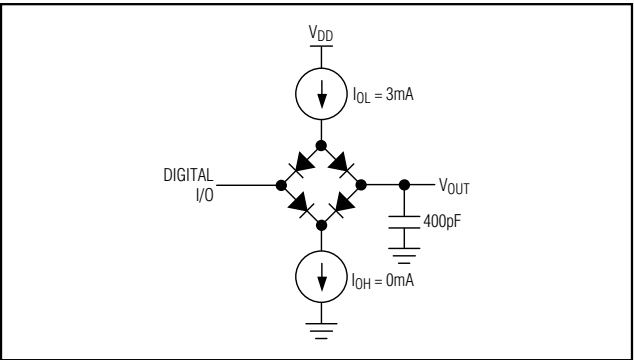 VDD
IOL = 3mA
DIGITAL
I/O
VOUT
400pF
IOH = 0mA